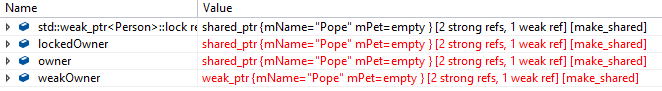 Name Value
std::weak_ptr<Person>::lock re shared_ptr {mName="Pope" mPet=empty } [2 strong refs, 1 weak ref] [make_shared]
lockedOwner shared_ptr {mName="Pope" mPet=empty } [2 strong refs, 1 weak ref] [make_shared]
owner shared_ptr {mName="Pope" mPet=empty } [2 strong refs, 1 weak ref] [make_shared]
weakOwner weak_ptr {mName="Pope" mPet=empty } [2 strong refs, 1 weak ref] [make_shared]